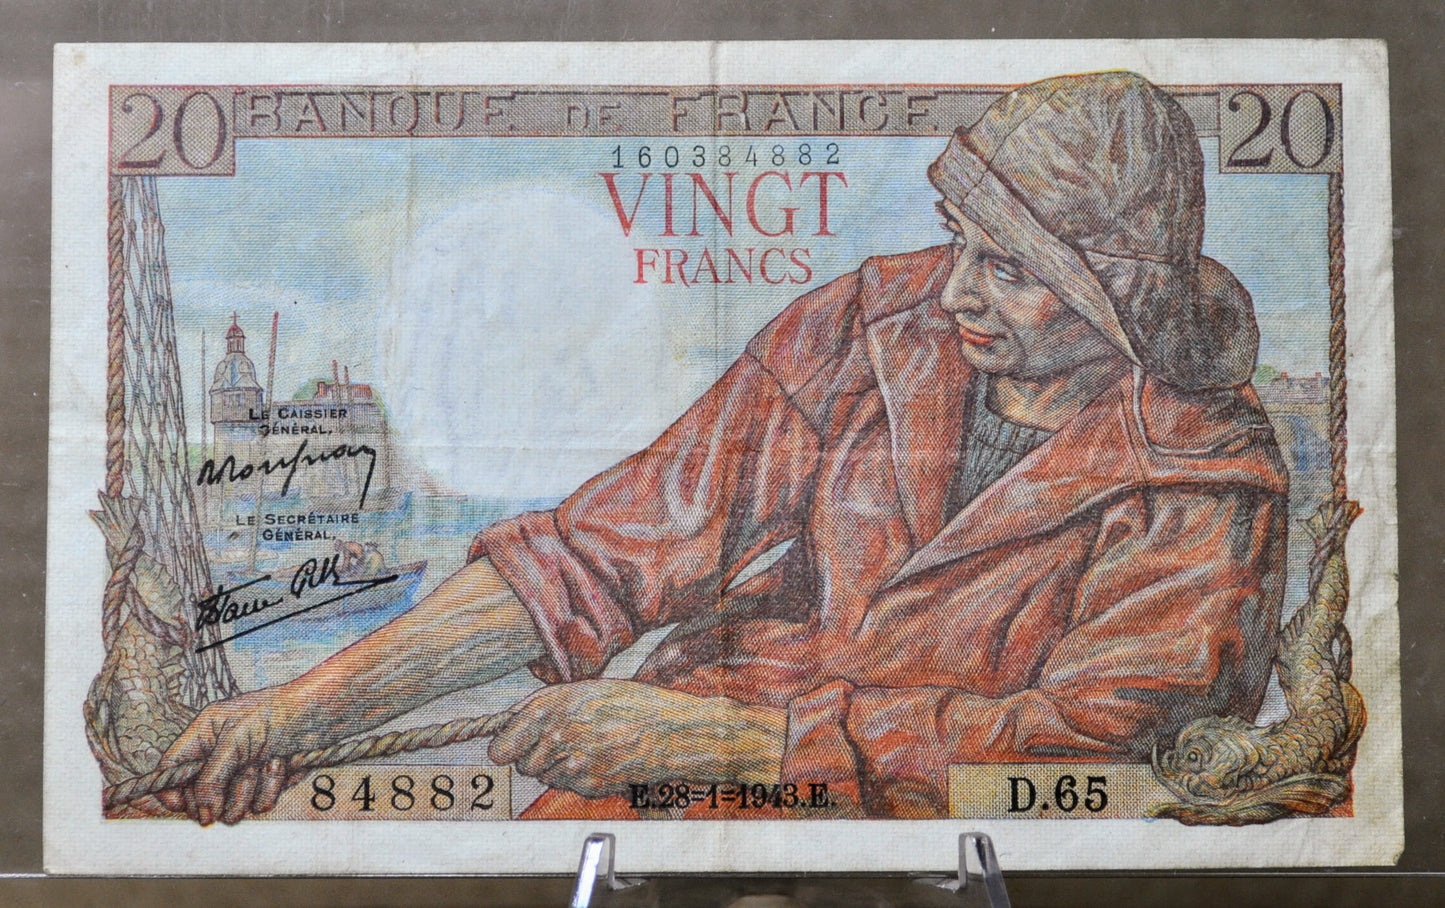 20 BANQUE DE FRANCE 20
160384882
VINGT
FRANCS
LE CAISSIER
GÉNÉRAL,
LE SECRÉTAIRE
GÉNÉRAL,
84882 E.28=1=1943.E. D.65